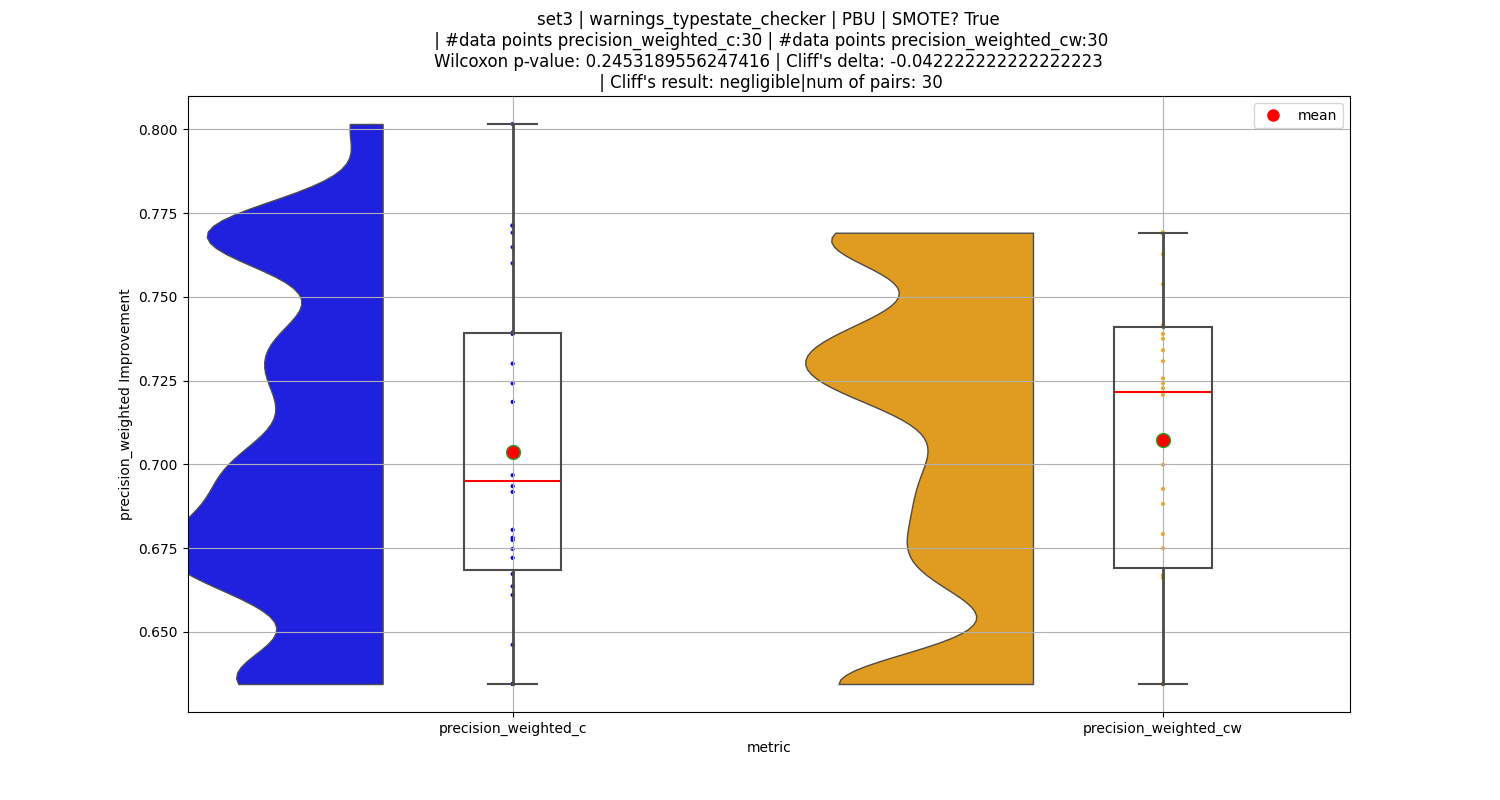 set3 | warnings_typestate_checker | PBU | SMOTE? True
| #data points precision_weighted_c:30 | #data points precision_weighted_cw:30
Wilcoxon p-value: 0.2453189556247416 | Cliff's delta: -0.042222222222222223
| Cliff's result: negligible|num of pairs: 30
mean
0.800
0.775
0.750
0.725
0.700
0.675
0.650
precision_weighted Improvement
precision_weighted_c
precision_weighted_cw
metric